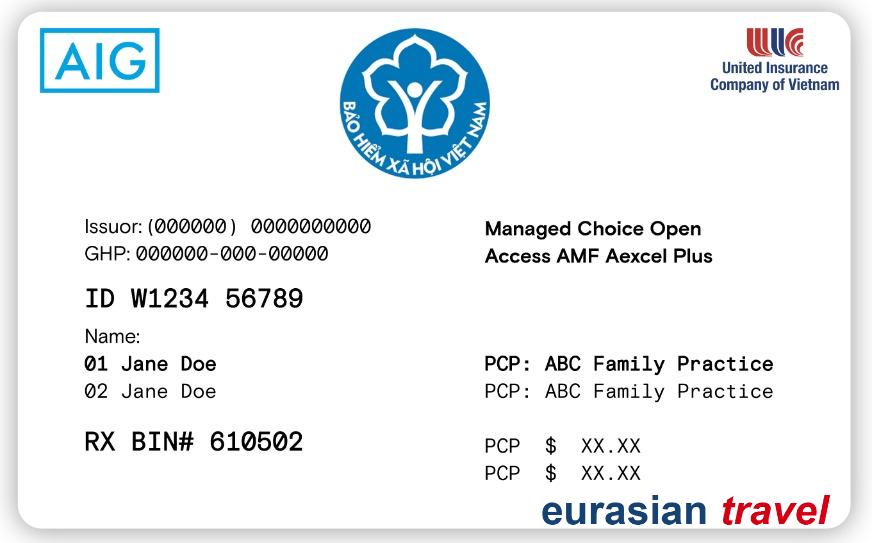 AIG
BẢO HIỂM XÃ HỘI VIỆT NAM
UIC
United Insurance
Company of Vietnam
Issuor: (000000) 0000000000
GHP: 000000-000-00000
Managed Choice Open
Access AMF Aexcel Plus
ID W1234 56789
Name:
01 Jane Doe
PCP: ABC Family Practice
02 Jane Doe
PCP: ABC Family Practice
RX BIN# 610502
PCP $ XX.XX
PCP $ XX.XX
eurasian travel